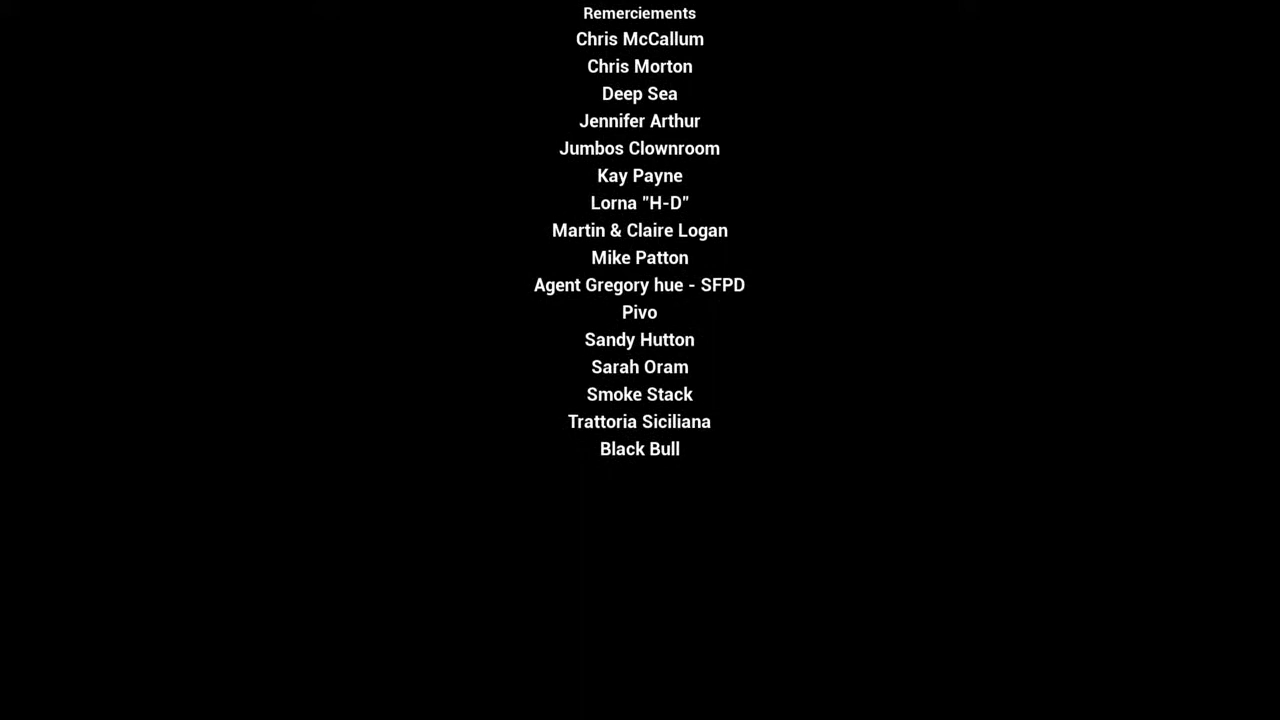 Remerciements
Chris McCallum
Chris Morton
Deep Sea
Jennifer Arthur
Jumbos Clownroom
Kay Payne
Lorna "H-D"
Martin & Claire Logan
Mike Patton
Agent Gregory hue - SFPD
Pivo
Sandy Hutton
Sarah Oram
Smoke Stack
Trattoria Siciliana
Black Bull